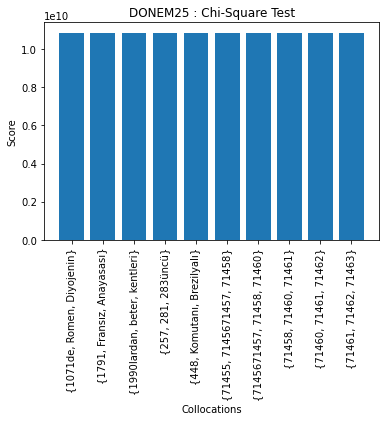 DONEM25 : Chi-Square Test
1e10
1.0
0.8
0.6
0.4
0.2
0.0
Score
{1071de, Romen, Diyojenin}
{1791, Fransız, Anayasası}
{1990lardan, beter, kentleri}
{257, 281, 283üncü}
{448, Komutanı, Brezilyalı}
{71455, 7145671457, 71458}
{7145671457, 71458, 71460}
{71458, 71460, 71461}
{71460, 71461, 71462}
{71461, 71462, 71463}
Collocations